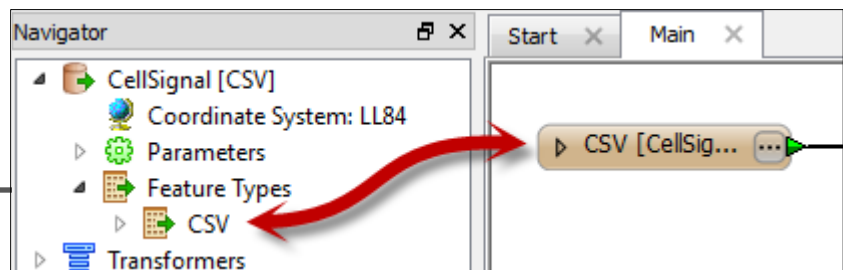 Navigator
Start
Main
CellSignal [CSV]
Coordinate System: LL84
Parameters
CSV [CellSig...
Feature Types
CSV
Transformers